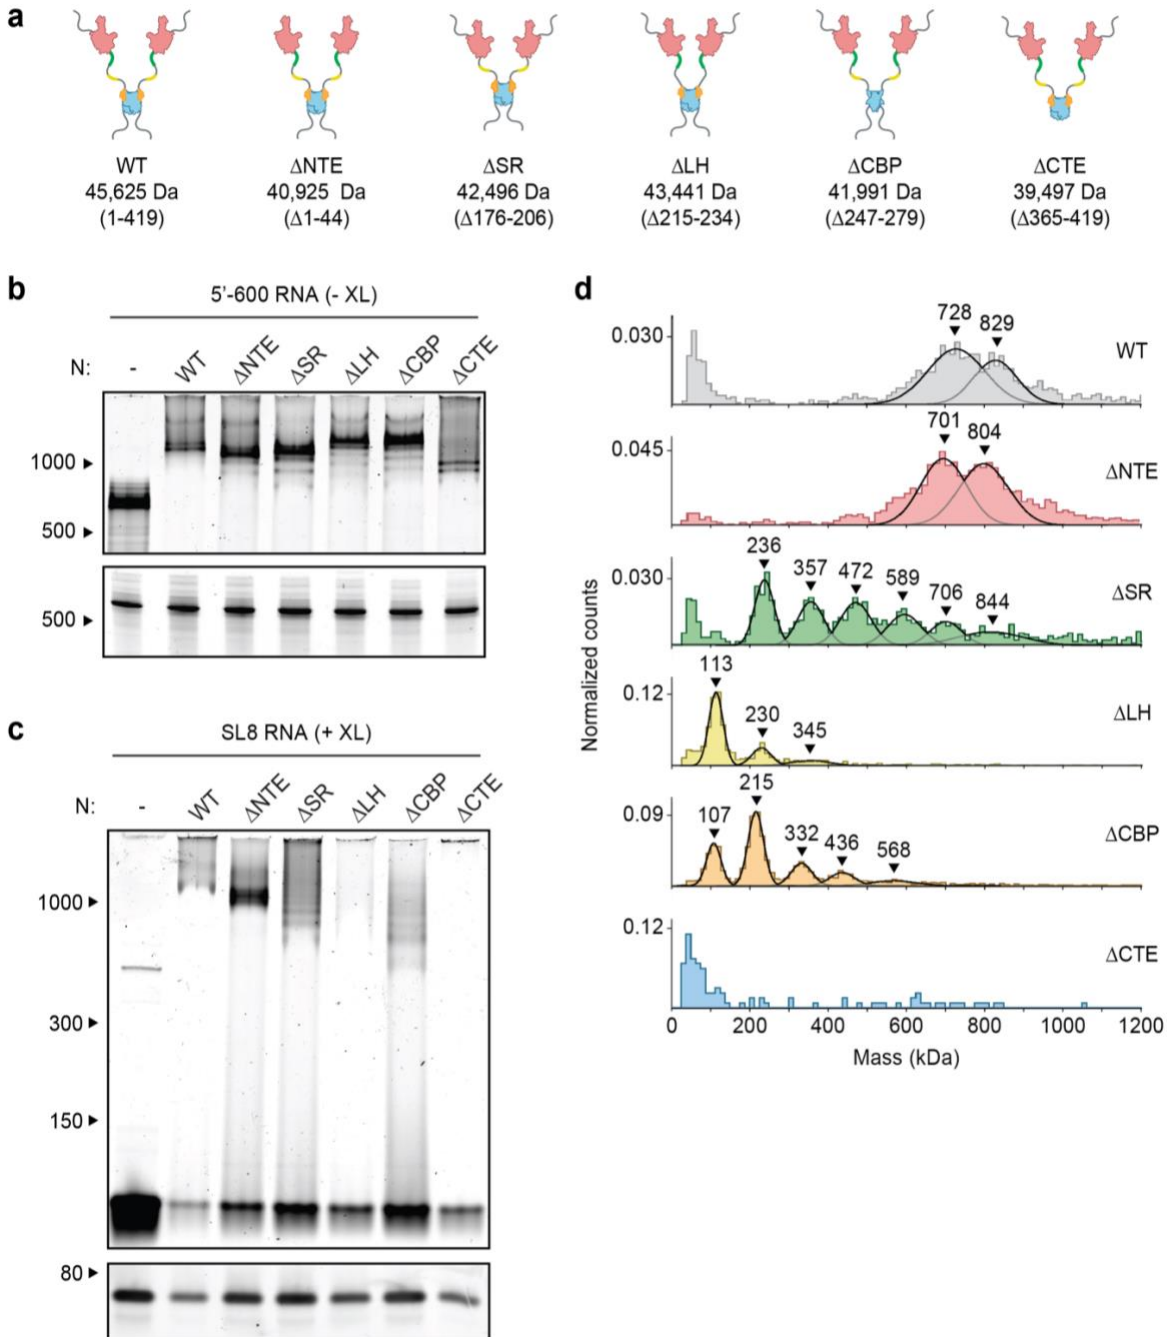 a
WT
45,625 Da
(1-419)
ΔNTE
40,925 Da
(Δ1-44)
ΔSR
42,496 Da
(Δ176-206)
ΔLH
43,441 Da
(Δ215-234)
ΔCBP
41,991 Da
(Δ247-279)
ΔCTE
39,497 Da
(Δ365-419)
b
5'-600 RNA (- XL)
N: - WT ΔNTE ΔSR ΔLH ΔCBP ΔCTE
1000
500
500
c
SL8 RNA (+ XL)
N: - WT ΔNTE ΔSR ΔLH ΔCBP ΔCTE
1000
300
150
80
d
Normalized counts
728 829
0.030
WT
701 804
0.045
ΔNTE
236 357 472 589 706 844
0.030
ΔSR
113 230 345
0.12
ΔLH
107 215 332 436 568
0.09
ΔCBP
0.12
ΔCTE
0 200 400 600 800 1000 1200
Mass (kDa)